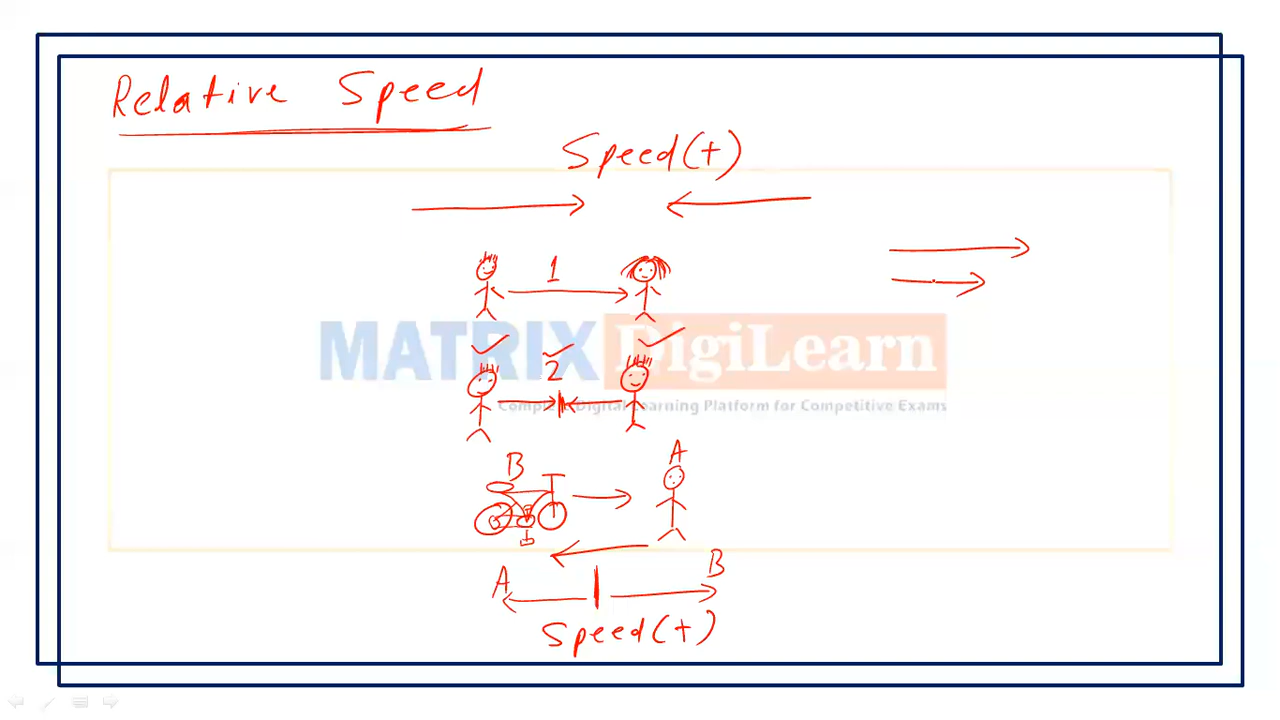 Relative Speed
Speed(+)
1
MATRIX DigiLearn
2
Complete Digital Learning Platform for Competitive Exams
A
B
A
B
Speed(+)